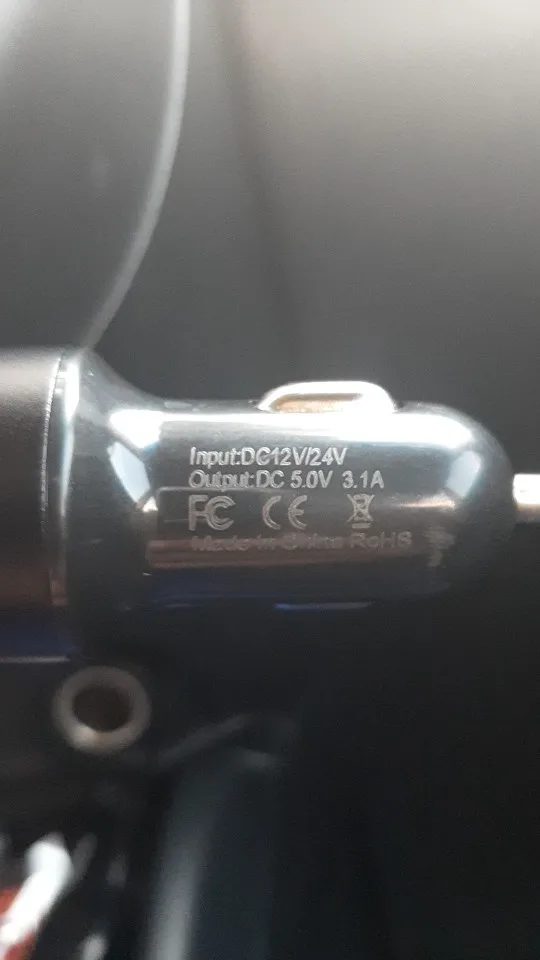 Input:DC12V/24V
Output:DC 5.0V 3.1A
FC CE
Made in China RoHS